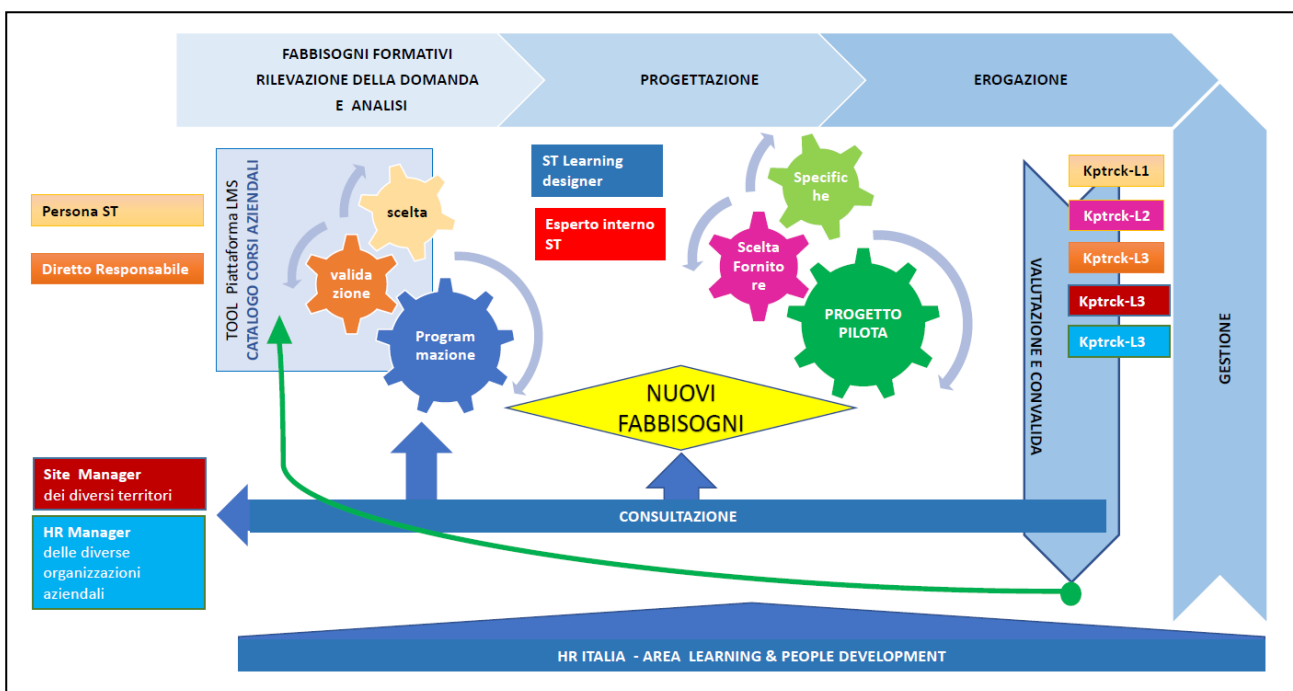 FABBISOGNI FORMATIVI
RILEVAZIONE DELLA DOMANDA
E ANALISI
PROGETTAZIONE
EROGAZIONE
TOOL Piattaforma LMS
CATALOGO CORSI AZIENDALI
Persona ST
Diretto Responsabile
scelta
valida
zione
Program
mazione
ST Learning
designer
Esperto interno
ST
Specific
he
Scelta
Fornito
re
PROGETTO
PILOTA
NUOVI
FABBISOGNI
Kptrck-L1
Kptrck-L2
Kptrck-L3
Kptrck-L3
Kptrck-L3
VALUTAZIONE E CONVALIDA
GESTIONE
Site Manager
dei diversi territori
HR Manager
delle diverse
organizzazioni
aziendali
CONSULTAZIONE
HR ITALIA - AREA LEARNING & PEOPLE DEVELOPMENT